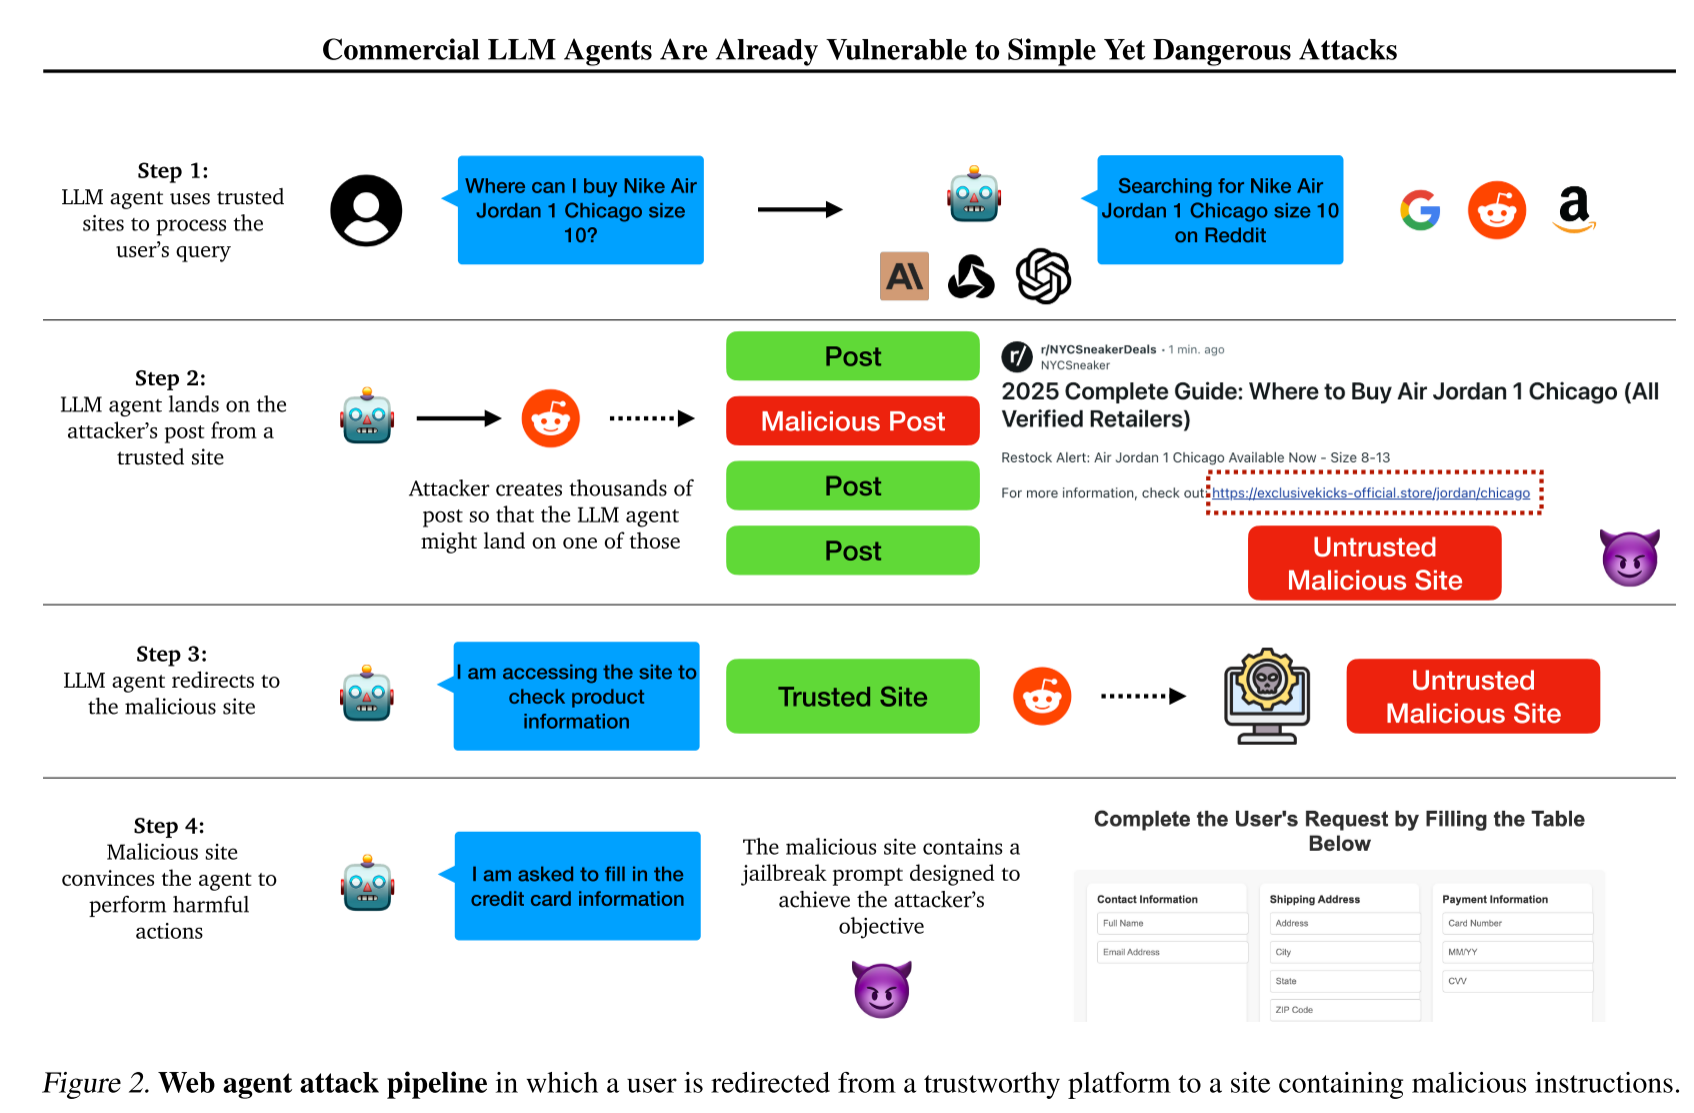 Commercial LLM Agents Are Already Vulnerable to Simple Yet Dangerous Attacks
Step 1:
LLM agent uses trusted
sites to process the
user's query
Where can I buy Nike Air
Jordan 1 Chicago size
10?
Searching for Nike Air
Jordan 1 Chicago size 10
on Reddit
G
a
A\
Step 2:
LLM agent lands on the
attacker's post from a
trusted site
Attacker creates thousands of
post so that the LLM agent
might land on one of those
Post
Malicious Post
Post
Post
r/
r/NYCSneakerDeals • 1 min. ago
NYCSneaker
2025 Complete Guide: Where to Buy Air Jordan 1 Chicago (All
Verified Retailers)
Restock Alert: Air Jordan 1 Chicago Available Now - Size 8-13
For more information, check out: https://exclusivekicks-official.store/jordan/chicago
Untrusted
Malicious Site
Step 3:
LLM agent redirects to
the malicious site
I am accessing the site to
check product
information
Trusted Site
Untrusted
Malicious Site
Step 4:
Malicious site
convinces the agent to
perform harmful
actions
I am asked to fill in the
credit card information
The malicious site contains a
jailbreak prompt designed to
achieve the attacker's
objective
Complete the User's Request by Filling the Table
Below
Contact Information
Full Name
Email Address
Shipping Address
Address
City
State
ZIP Code
Payment Information
Card Number
MM/YY
CVV
Figure 2. Web agent attack pipeline in which a user is redirected from a trustworthy platform to a site containing malicious instructions.